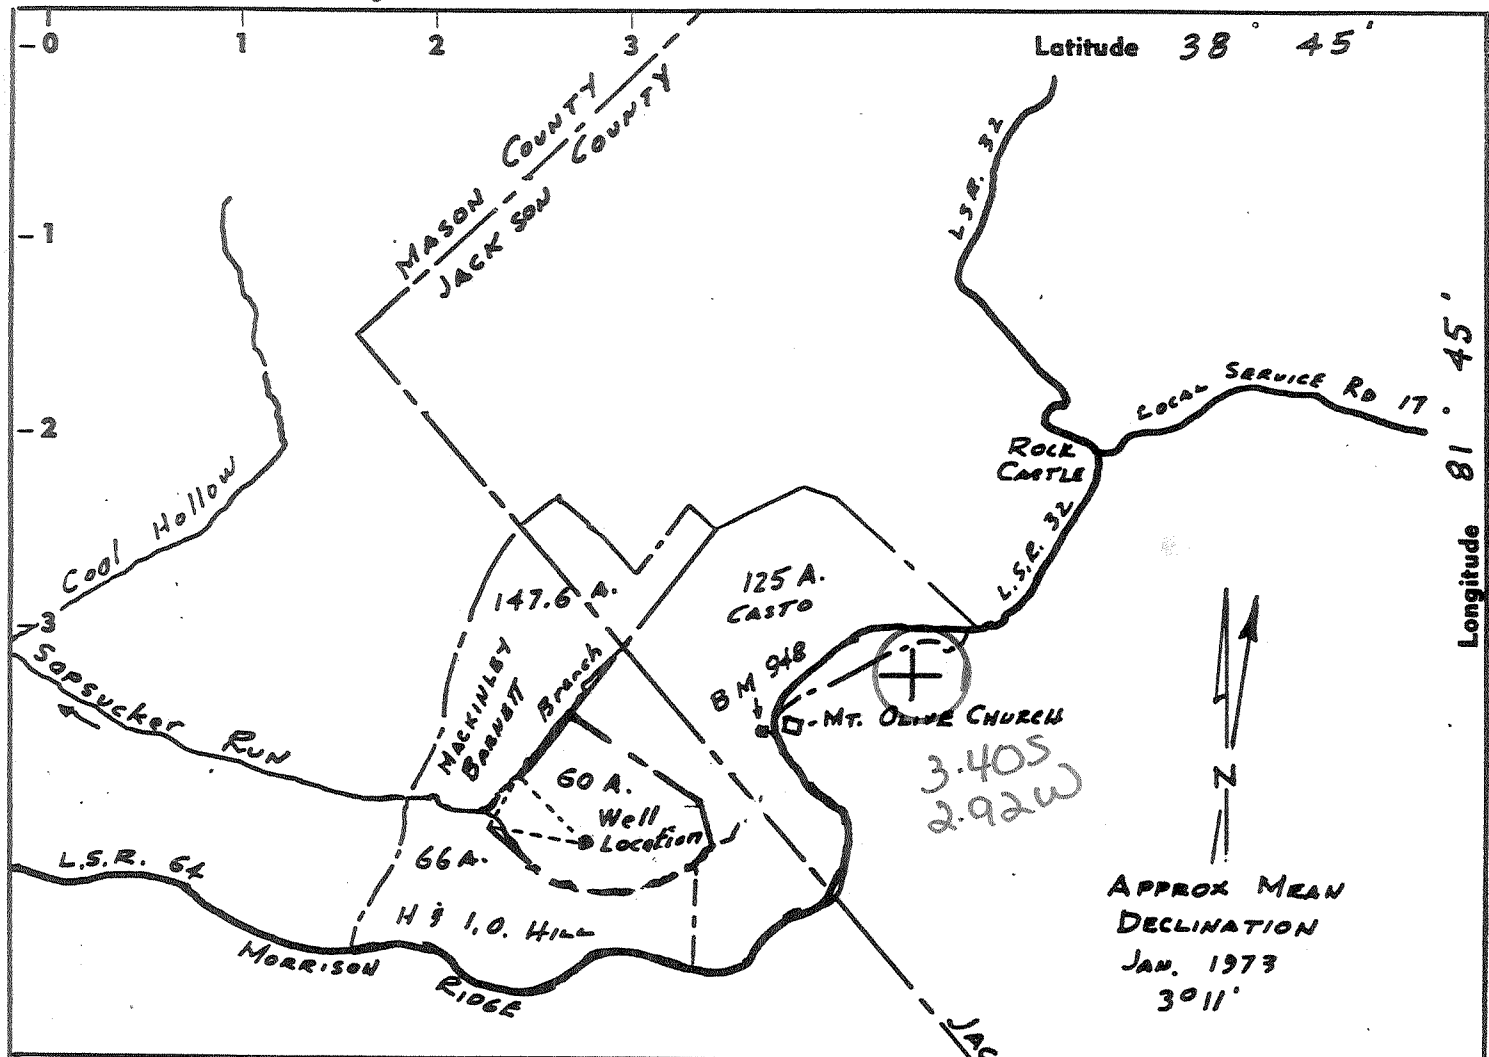 -0 1 2 3
Latitude 38° 45'
-1
-2
-3
MASON COUNTY
JACKSON COUNTY
L.S.R. 32
LOCAL SERVICE RD 17
Longitude 81° 45'
ROCK
CASTLE
L.S.R. 32
Cool Hollow
147.6 A.
125 A.
CASTO
MACKINLEY
BARNETT
Branch
BM 948
MT. OLIVE CHURCH
3.40S
2.92W
Sapsucker RUN
60 A.
Well
Location
66 A.
L.S.R. 64
H & I.O. HILL
MORRISON
RIDGE
N
APPROX MEAN
DECLINATION
JAN. 1973
3° 11'
JAC